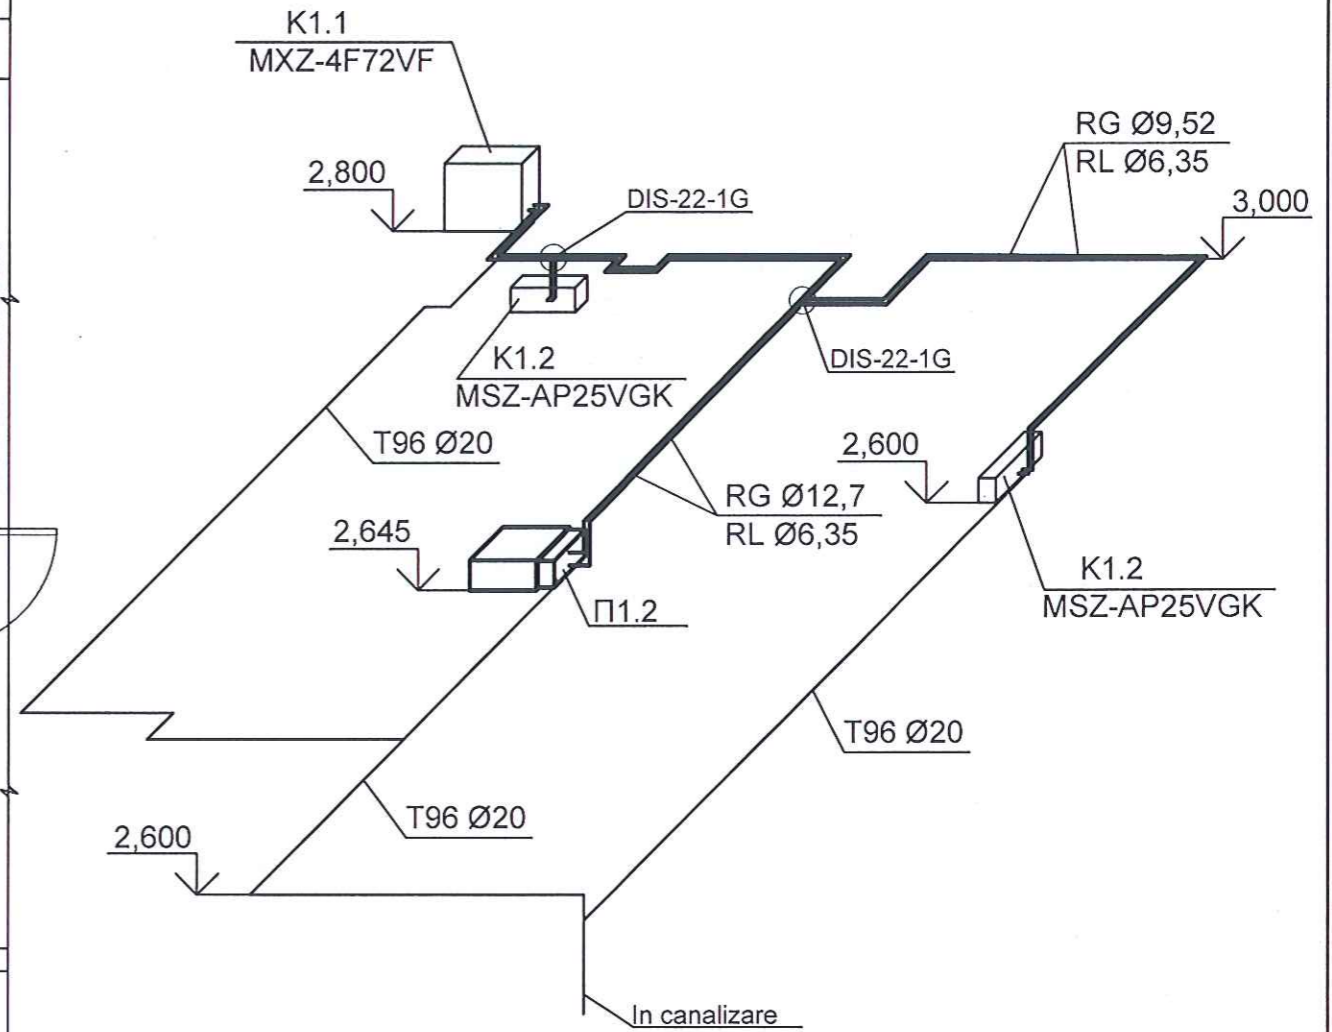 K1.1
MXZ-4F72VF
RG Ø9,52
RL Ø6,35
2,800
DIS-22-1G
3,000
K1.2
MSZ-AP25VGK
DIS-22-1G
T96 Ø20
2,600
RG Ø12,7
RL Ø6,35
2,645
П1.2
K1.2
MSZ-AP25VGK
T96 Ø20
T96 Ø20
2,600
In canalizare